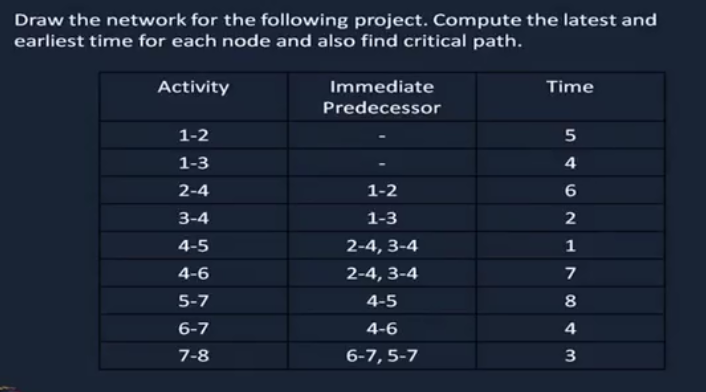 Draw the network for the following project. Compute the latest and
earliest time for each node and also find critical path.
Activity Immediate Predecessor Time
1-2 - 5
1-3 - 4
2-4 1-2 6
3-4 1-3 2
4-5 2-4, 3-4 1
4-6 2-4, 3-4 7
5-7 4-5 8
6-7 4-6 4
7-8 6-7, 5-7 3